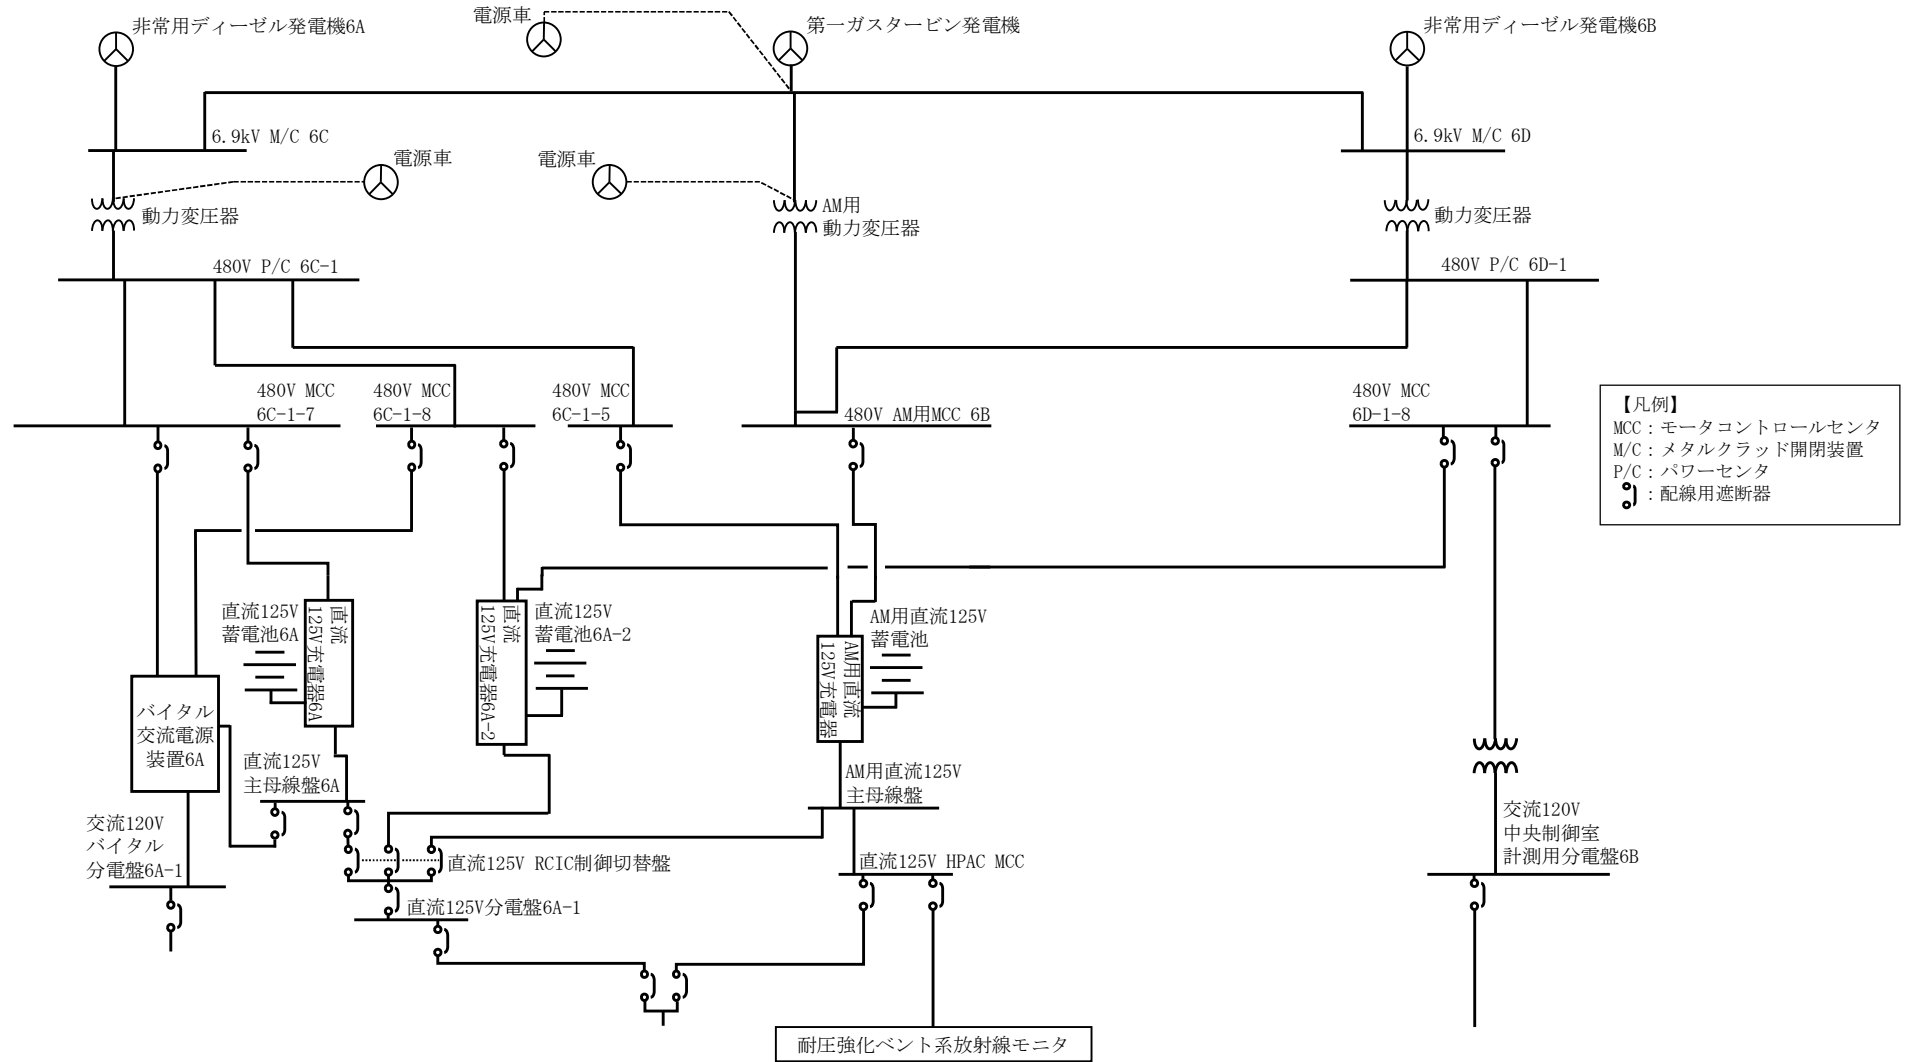 電源車
非常用ディーゼル発電機6A
第一ガスタービン発電機
非常用ディーゼル発電機6B
6.9kV M/C 6C
6.9kV M/C 6D
電源車
電源車
動力変圧器
AM用
動力変圧器
動力変圧器
480V P/C 6C-1
480V P/C 6D-1
480V MCC
6C-1-7
480V MCC
6C-1-8
480V MCC
6C-1-5
480V AM用MCC 6B
480V MCC
6D-1-8
【凡例】
MCC:モータコントロールセンタ
M/C:メタルクラッド開閉装置
P/C:パワーセンタ
:配線用遮断器
直流125V
蓄電池6A
直流
125V充電器6A
直流
125V充電器6A-2
直流125V
蓄電池6A-2
AM用直流
125V充電器
AM用直流125V
蓄電池
バイタル
交流電源
装置6A
直流125V
主母線盤6A
AM用直流125V
主母線盤
交流120V
バイタル
分電盤6A-1
直流125V RCIC制御切替盤
直流125V HPAC MCC
交流120V
中央制御室
計測用分電盤6B
直流125V分電盤6A-1
耐圧強化ベント系放射線モニタ